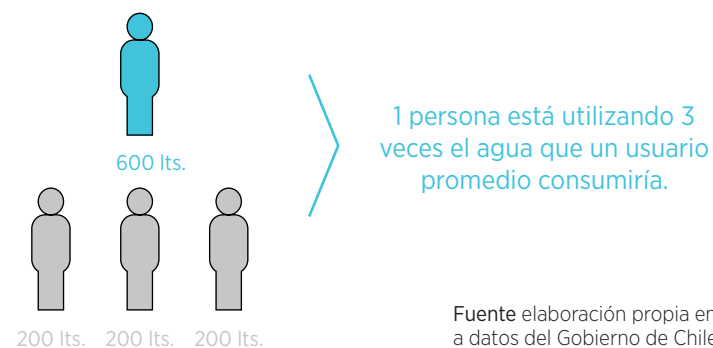 600 lts.
200 lts. 200 lts. 200 lts.
1 persona está utilizando 3
veces el agua que un usuario
promedio consumiría.
Fuente elaboración propia en
a datos del Gobierno de Chile